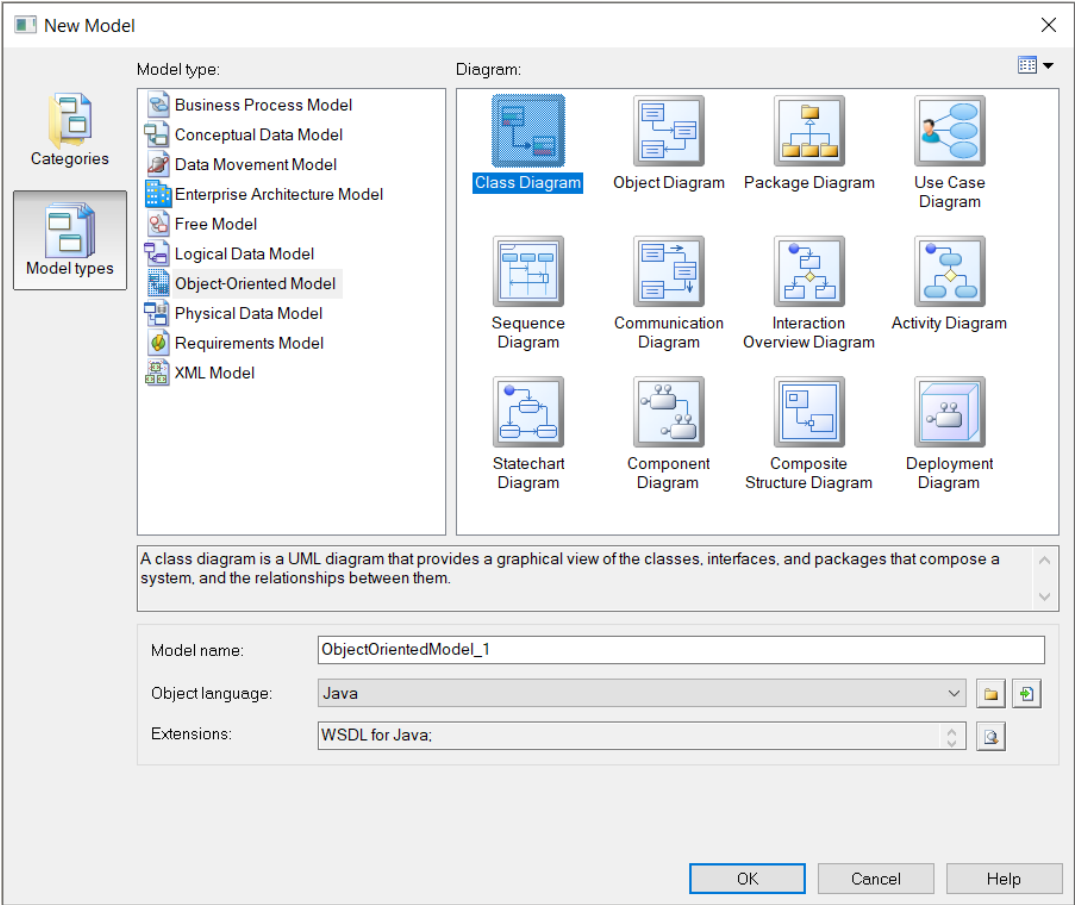 New Model
Model type:
Diagram:
Categories
Model types
Business Process Model
Conceptual Data Model
Data Movement Model
Enterprise Architecture Model
Free Model
Logical Data Model
Object-Oriented Model
Physical Data Model
Requirements Model
XML Model
Class Diagram
Object Diagram
Package Diagram
Use Case
Diagram
Sequence
Diagram
Communication
Diagram
Interaction
Overview Diagram
Activity Diagram
Statechart
Diagram
Component
Diagram
Composite
Structure Diagram
Deployment
Diagram
A class diagram is a UML diagram that provides a graphical view of the classes, interfaces, and packages that compose a
system, and the relationships between them.
Model name:
ObjectOrientedModel_1
Object language:
Java
Extensions:
WSDL for Java;
OK
Cancel
Help